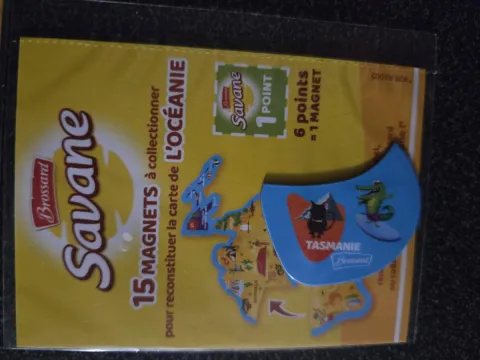 Brossard
Savane
15 MAGNETS à collectionner
pour reconstituer la carte de L'OCÉANIE
Brossard
Savane
1 POINT
6 points
= 1 MAGNET
TASMANIE
Brossard